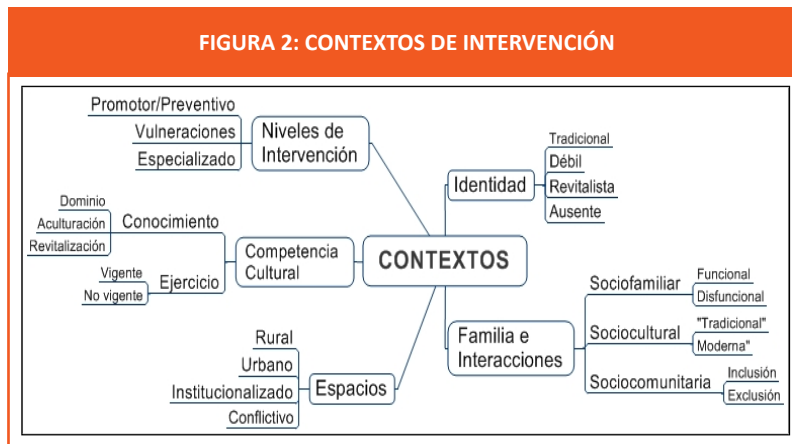 FIGURA 2: CONTEXTOS DE INTERVENCIÓN
Promotor/Preventivo
Vulneraciones
Especializado
Niveles de
Intervención
Dominio
Aculturación
Revitalización
Conocimiento
Vigente
No vigente
Ejercicio
Competencia
Cultural
Rural
Urbano
Institucionalizado
Conflictivo
Espacios
CONTEXTOS
Identidad
Tradicional
Débil
Revitalista
Ausente
Familia e
Interacciones
Sociofamiliar
Funcional
Disfuncional
Sociocultural
"Tradicional"
Moderna"
Sociocomunitaria
Inclusión
Exclusión